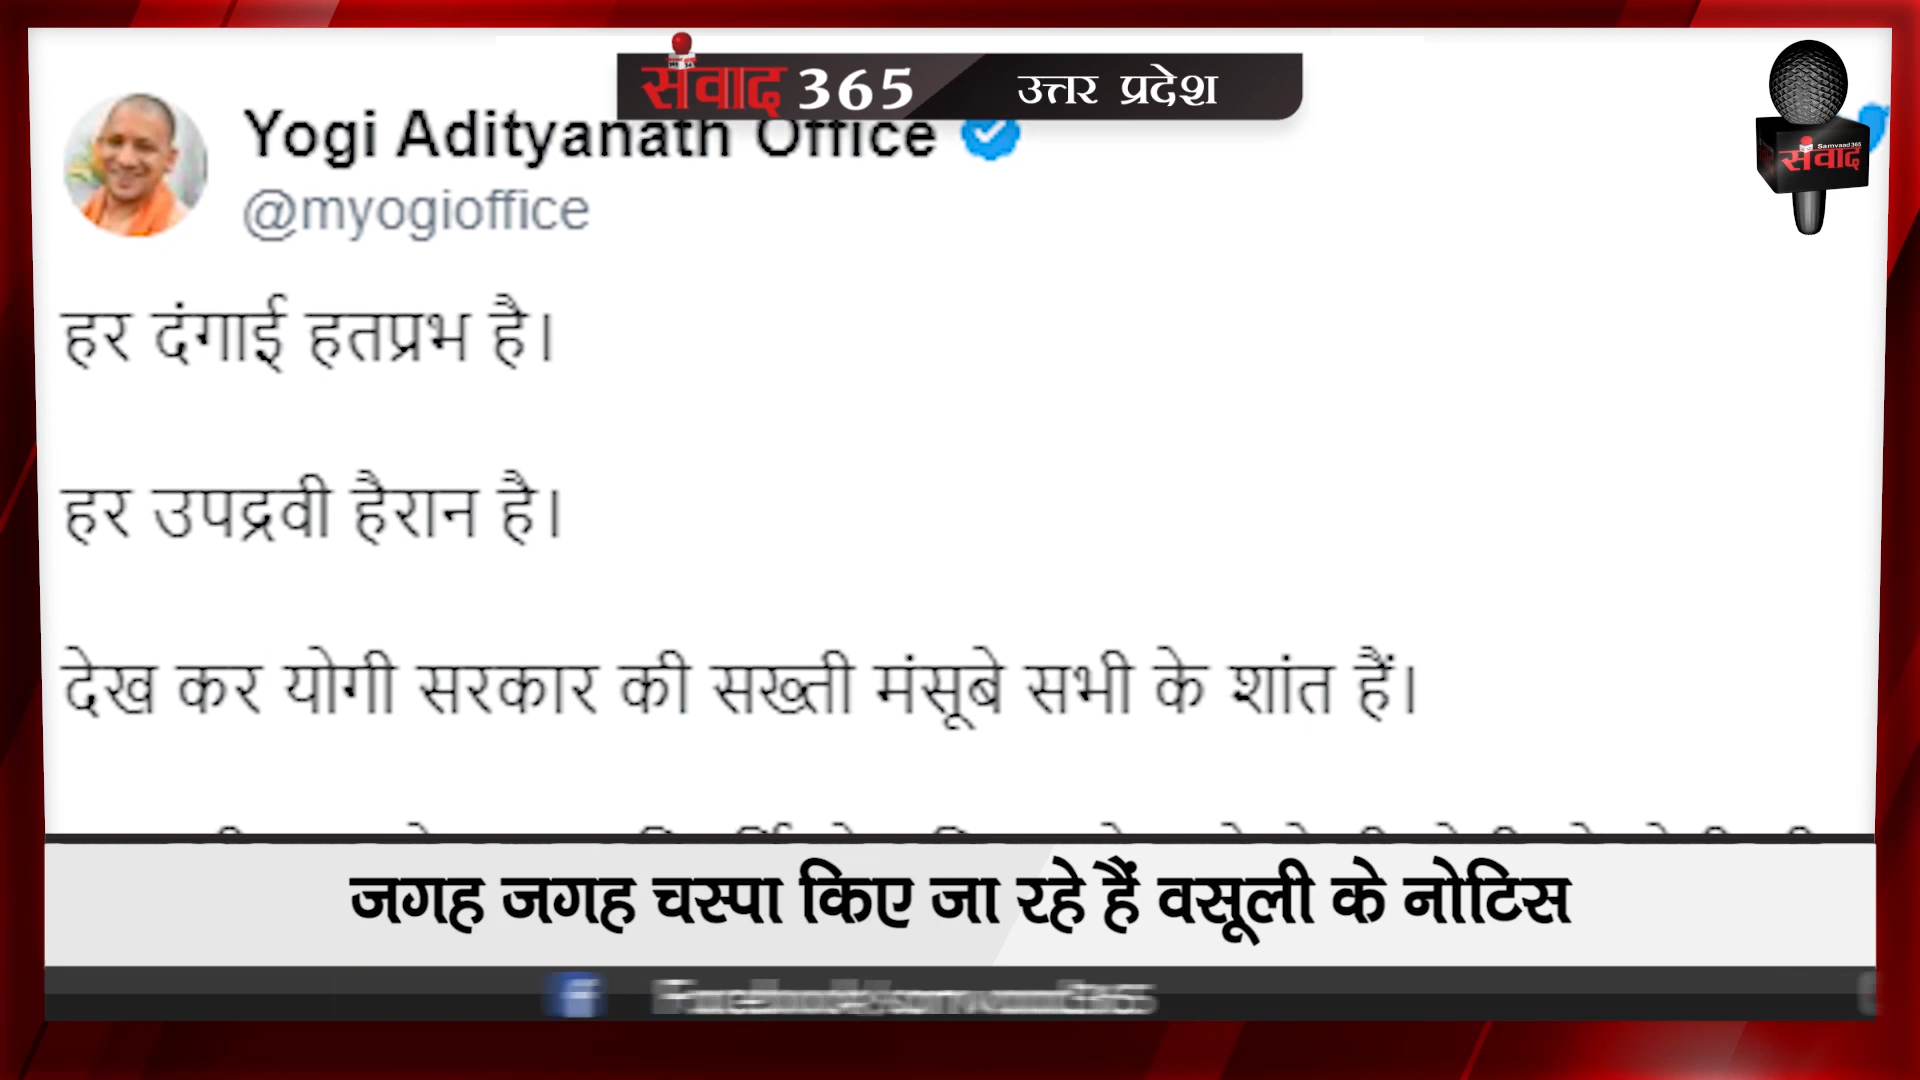 संवाद 365 उत्तर प्रदेश
Yogi Adityanath Office
@myogioffice
Samvaad365
संवाद
हर दंगाई हतप्रभ है।
हर उपद्रवी हैरान है।
देख कर योगी सरकार की सख्ती मंसूबे सभी के शांत हैं।
जगह जगह चस्पा किए जा रहे हैं वसूली के नोटिस